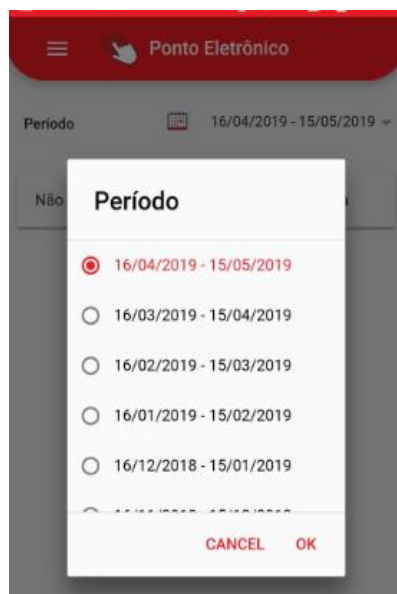 Ponto Eletrônico
Período 16/04/2019 - 15/05/2019
Não
Período
16/04/2019 - 15/05/2019
16/03/2019 - 15/04/2019
16/02/2019 - 15/03/2019
16/01/2019 - 15/02/2019
16/12/2018 - 15/01/2019
CANCEL OK